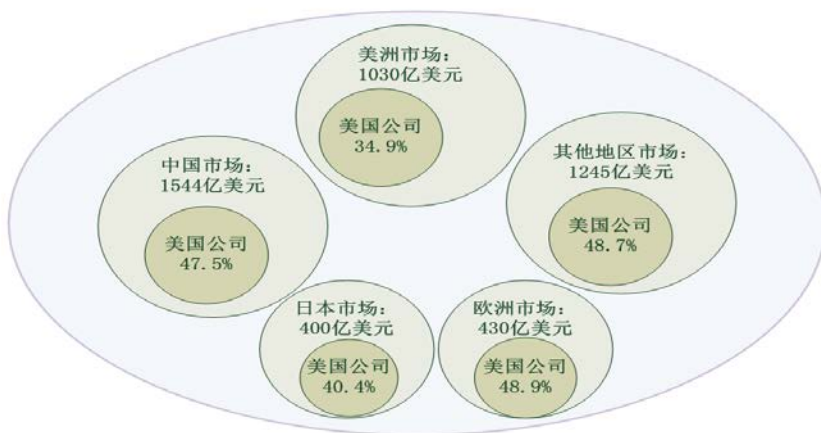 美洲市场：
1030亿美元
美国公司
34.9%
中国市场：
1544亿美元
美国公司
47.5%
其他地区市场：
1245亿美元
美国公司
48.7%
日本市场：
400亿美元
美国公司
40.4%
欧洲市场：
430亿美元
美国公司
48.9%